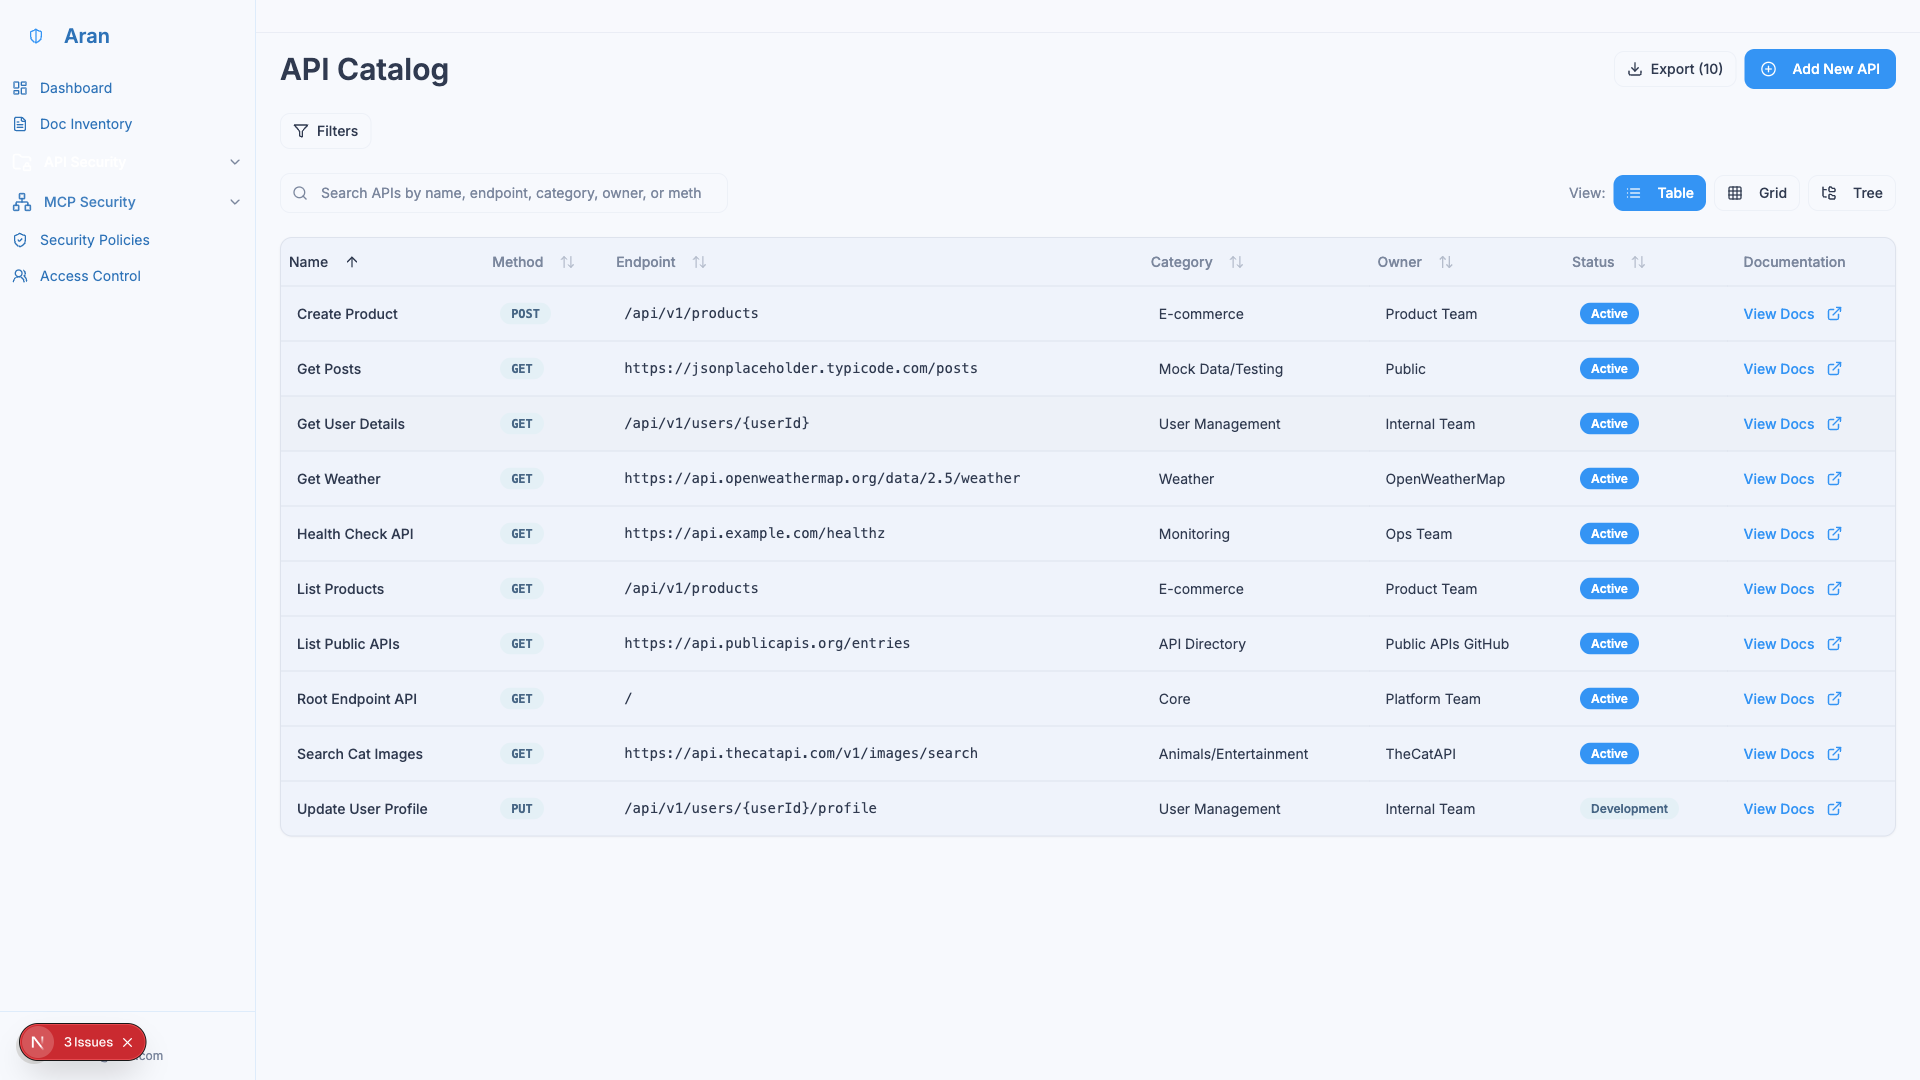 Aran
Dashboard
Doc Inventory
API Security
MCP Security
Security Policies
Access Control
API Catalog
Export (10)
Add New API
Filters
Search APIs by name, endpoint, category, owner, or meth
View: Table Grid Tree
Name Method Endpoint Category Owner Status Documentation
Create Product POST /api/v1/products E-commerce Product Team Active View Docs
Get Posts GET https://jsonplaceholder.typicode.com/posts Mock Data/Testing Public Active View Docs
Get User Details GET /api/v1/users/{userId} User Management Internal Team Active View Docs
Get Weather GET https://api.openweathermap.org/data/2.5/weather Weather OpenWeatherMap Active View Docs
Health Check API GET https://api.example.com/healthz Monitoring Ops Team Active View Docs
List Products GET /api/v1/products E-commerce Product Team Active View Docs
List Public APIs GET https://api.publicapis.org/entries API Directory Public APIs GitHub Active View Docs
Root Endpoint API GET / Core Platform Team Active View Docs
Search Cat Images GET https://api.thecatapi.com/v1/images/search Animals/Entertainment TheCatAPI Active View Docs
Update User Profile PUT /api/v1/users/{userId}/profile User Management Internal Team Development View Docs
N 3 Issues
.com